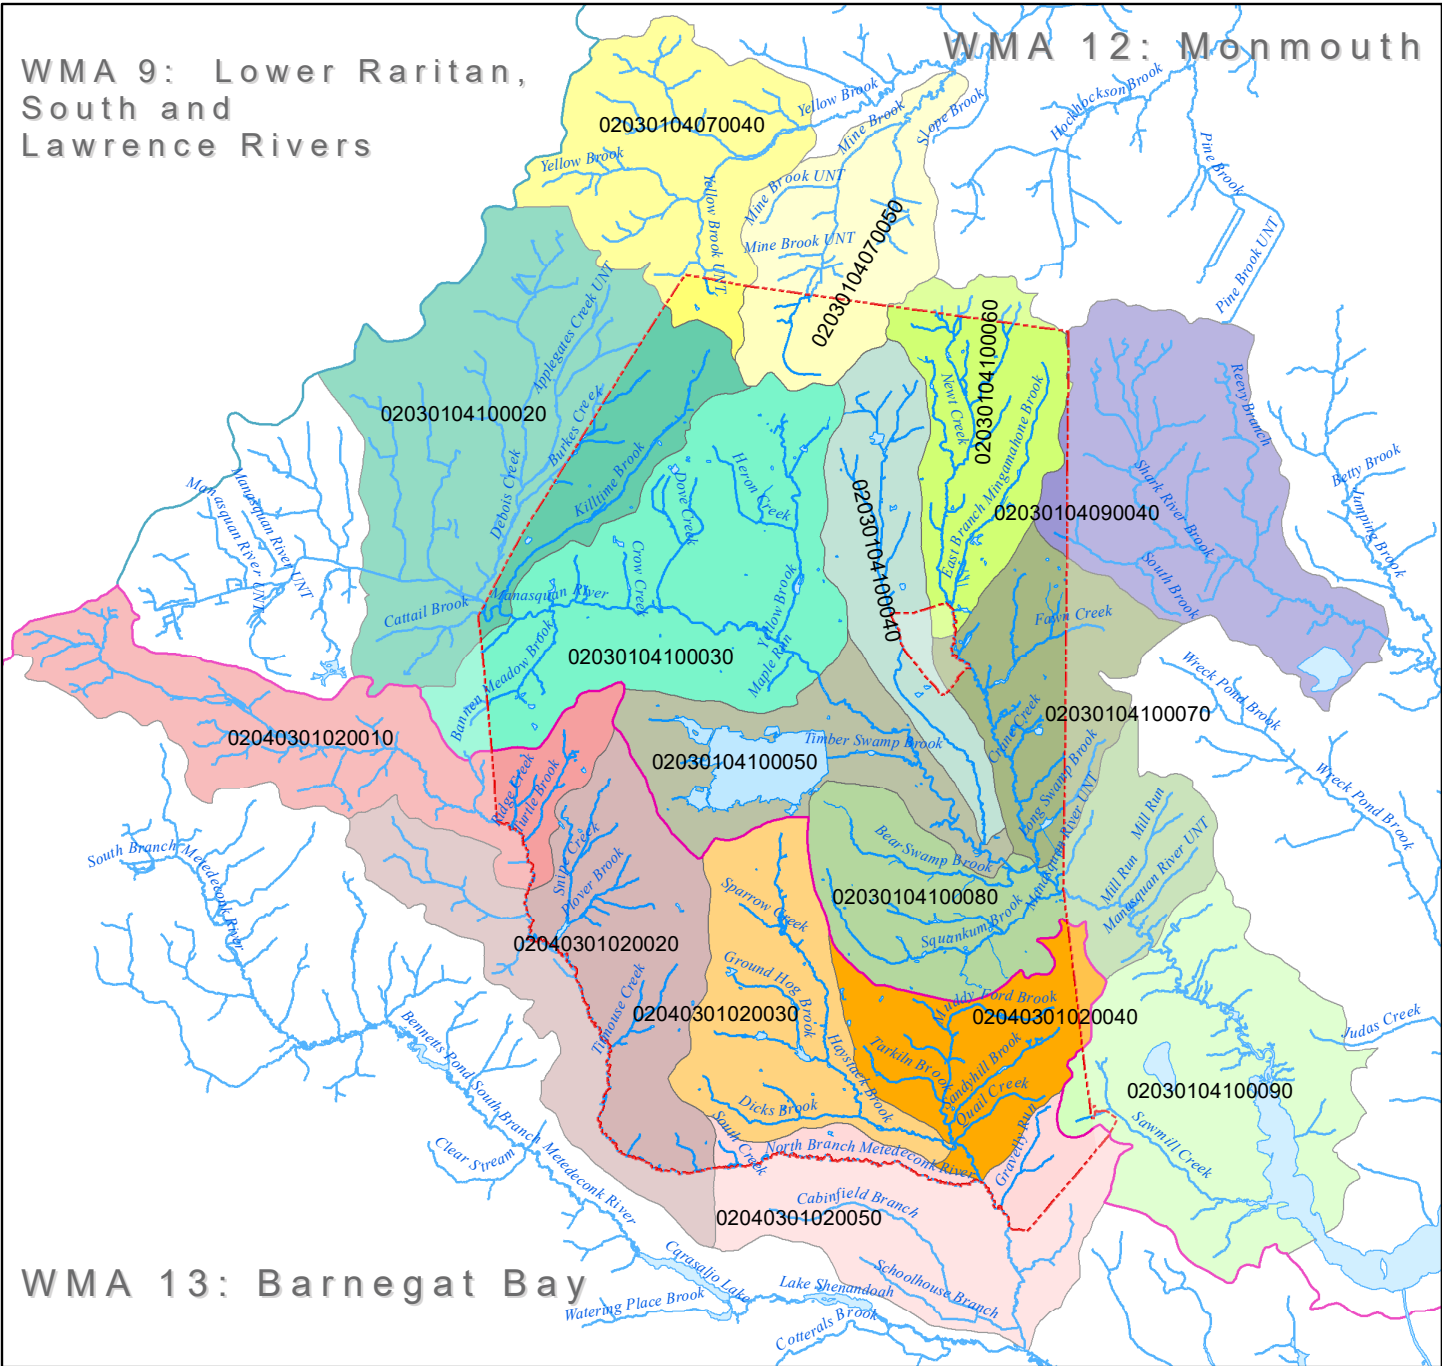 WMA 9: Lower Raritan,
South and
Lawrence Rivers
WMA 12: Monmouth
Yellow Brook
02030104070040
Mine Brook
Slope Brook
Hockhockson Brook
Pine Brook
Yellow Brook
Yellow Brook UNT
Mine Brook UNT
Mine Brook UNT
02030104070050
Pine Brook UNT
Applegates Creek UNT
02030104100020
Burkes Creek
Debois Creek
Killtime Brook
02030104100060
Newt Creek
East Branch Mingamahone Brook
Reevy Branch
Betty Brook
Jumping Brook
Manasquan River UNT
Manasquan River UNT
Heron Creek
Dove Creek
Crow Creek
02030104100040
02030104090040
Shark River Brook
South Brook
Manasquan River
Cattail Brook
Yellow Brook
Maple Run
Fawn Creek
02030104100030
Bannen Meadow Brook
Wreck Pond Brook
02040301020010
Crane Creek
02030104100070
Timber Swamp Brook
02030104100050
Ridge Creek
Turtle Brook
Long Swamp Brook
Manasquan River UNT
Mill Run
Mill Run
Manasquan River UNT
Wreck Pond Brook
South Branch Metedeconk River
Snipe Creek
Plover Brook
Bear Swamp Brook
Sparrow Creek
02030104100080
Squankum Brook
02040301020020
Ground Hog Brook
Titmouse Creek
02040301020030
Muddy Ford Brook
02040301020040
Judas Creek
Bennetts Pond
South Branch Metedeconk River
Haystack Brook
Tarkiln Brook
Sandyhill Brook
Quail Creek
02030104100090
Dicks Brook
South Creek
North Branch Metedeconk River
Gravelly Run
Sawmill Creek
Clear Stream
Cabinfield Branch
02040301020050
Carasaljo Lake
Lake Shenandoah
Schoolhouse Branch
WMA 13: Barnegat Bay
Watering Place Brook
Cotterals Brook